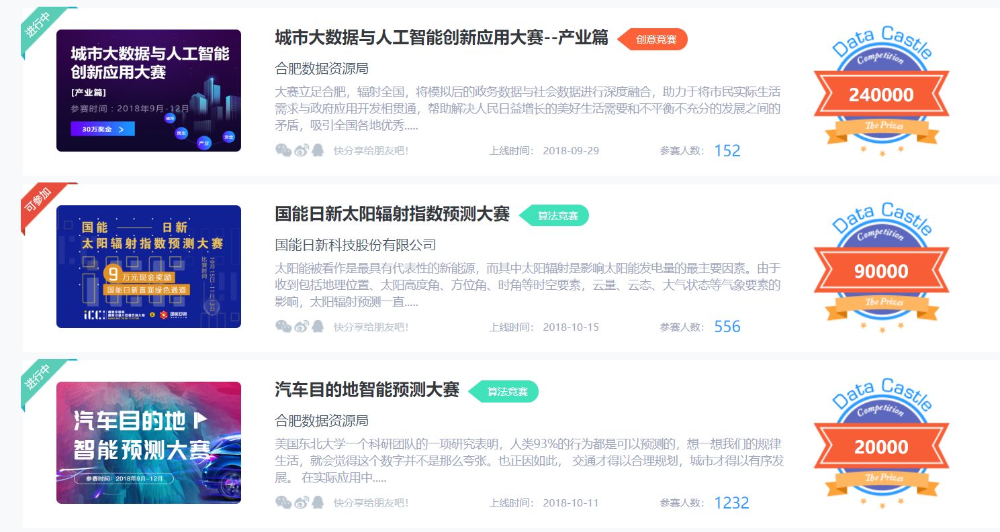 进行中
城市大数据与人工智能
创新应用大赛
[产业篇]
参赛时间：2018年9月-12月
30万奖金 >
城市
民生
产业
安全
城市大数据与人工智能创新应用大赛--产业篇
创意竞赛
合肥数据资源局
大赛立足合肥，辐射全国，将模拟后的政务数据与社会数据进行深度融合，助力于将市民实际生活
需求与政府应用开发相贯通，帮助解决人民日益增长的美好生活需要和不平衡不充分的发展之间的
矛盾，吸引全国各地优秀.....
快分享给朋友吧!
上线时间： 2018-09-29
参赛人数： 152
Data Castle
Competition
240000
The Prizes
可参加
国能 —— 日新
太阳辐射指数预测大赛
9万元现金奖励
国能日新直面绿色通道
比赛时间
10月15日-11月13日
国能日新
国能日新太阳辐射指数预测大赛
算法竞赛
国能日新科技股份有限公司
太阳能被看作是最具有代表性的新能源，而其中太阳辐射是影响太阳能发电量的最主要因素。由于
收到包括地理位置、太阳高度角、方位角、时角等时空要素，云量、云态、大气状态等气象要素的
影响，太阳辐射预测一直.....
快分享给朋友吧!
上线时间： 2018-10-15
参赛人数： 556
Data Castle
Competition
90000
The Prizes
进行中
汽车目的地
智能预测大赛
参赛时间：2018年9月-12月
汽车目的地智能预测大赛
算法竞赛
合肥数据资源局
美国东北大学一个科研团队的一项研究表明，人类93%的行为都是可以预测的，想一想我们的规律
生活，就会觉得这个数字并不是那么夸张。也正因如此， 交通才得以合理规划，城市才得以有序发
展。 在实际应用中.....
快分享给朋友吧!
上线时间： 2018-10-11
参赛人数： 1232
Data Castle
Competition
20000
The Prizes